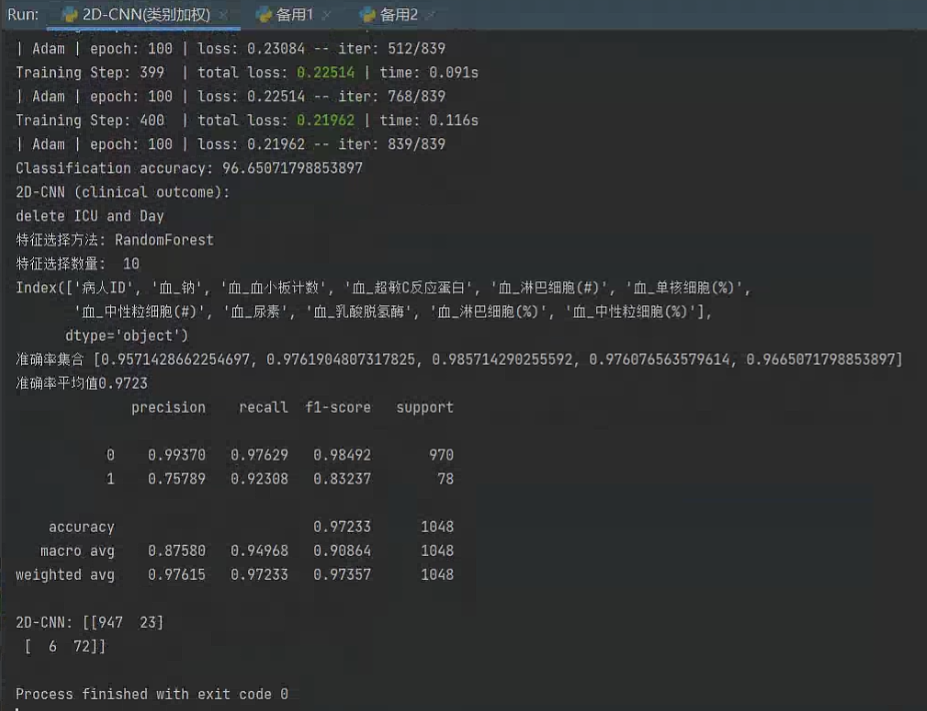 Run: 2D-CNN(类别加权) × 备用1 × 备用2 ×
| Adam | epoch: 100 | loss: 0.23084 -- iter: 512/839
Training Step: 399 | total loss: 0.22514 | time: 0.091s
| Adam | epoch: 100 | loss: 0.22514 -- iter: 768/839
Training Step: 400 | total loss: 0.21962 | time: 0.116s
| Adam | epoch: 100 | loss: 0.21962 -- iter: 839/839
Classification accuracy: 96.65071798853897
2D-CNN (clinical outcome):
delete ICU and Day
特征选择方法: RandomForest
特征选择数量: 10
Index(['病人ID', '血_钠', '血_血小板计数', '血_超敏C反应蛋白', '血_淋巴细胞(#)', '血_单核细胞(%)',
'血_中性粒细胞(#)', '血_尿素', '血_乳酸脱氢酶', '血_淋巴细胞(%)', '血_中性粒细胞(%)'],
dtype='object')
准确率集合 [0.9571428662254697, 0.9761904807317825, 0.985714290255592, 0.976076563579614, 0.9665071798853897]
准确率平均值0.9723
precision recall f1-score support
0 0.99370 0.97629 0.98492 970
1 0.75789 0.92308 0.83237 78
accuracy 0.97233 1048
macro avg 0.87580 0.94968 0.90864 1048
weighted avg 0.97615 0.97233 0.97357 1048
2D-CNN: [[947 23]
[ 6 72]]
Process finished with exit code 0